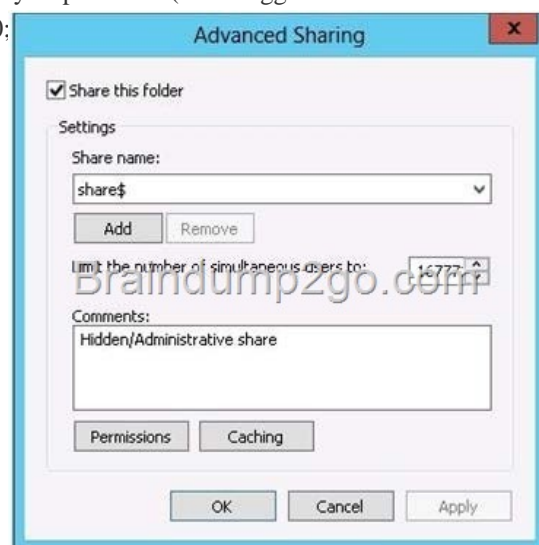 Advanced Sharing
x
Share this folder
Settings
Share name:
share$
Add Remove
Limit the number of simultaneous users to: 16777
Braindump2go.com
Comments:
Hidden/Administrative share
Permissions Caching
OK Cancel Apply